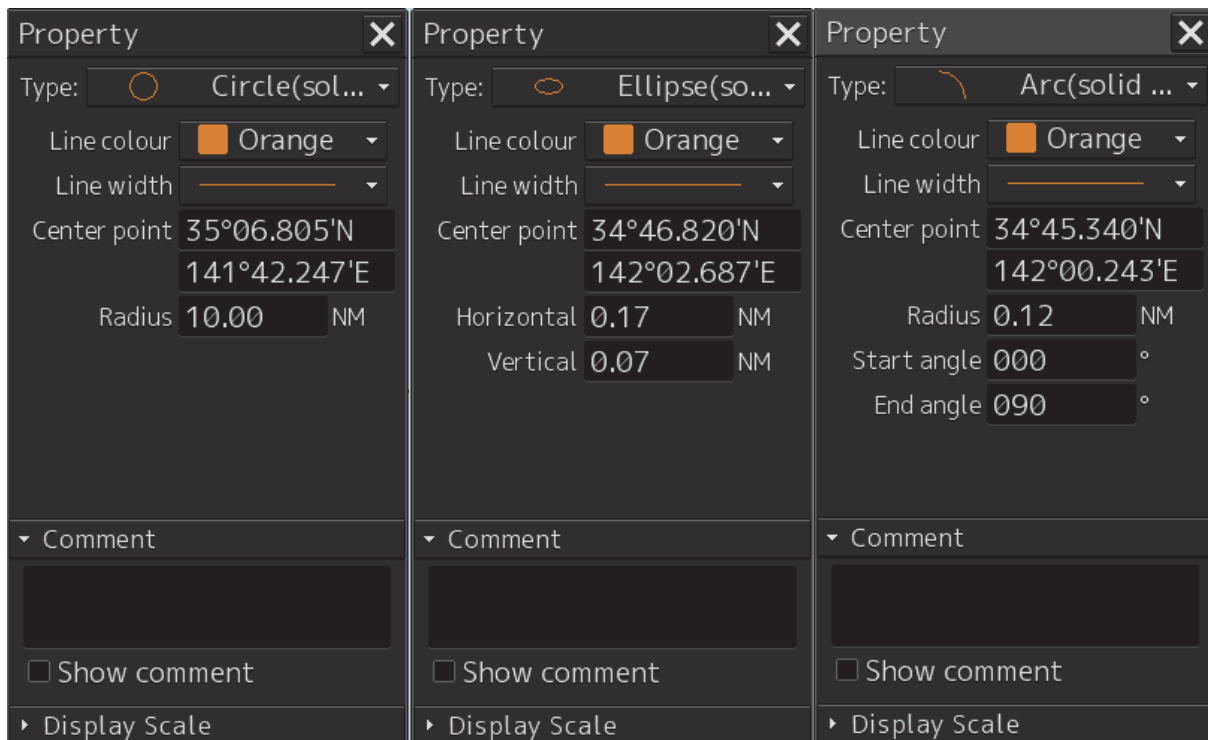 Property
Type: Circle(sol...
Line colour Orange
Line width
Center point 35°06.805'N
141°42.247'E
Radius 10.00 NM
Comment
Show comment
Display Scale
Property
Type: Ellipse(so...
Line colour Orange
Line width
Center point 34°46.820'N
142°02.687'E
Horizontal 0.17 NM
Vertical 0.07 NM
Comment
Show comment
Display Scale
Property
Type: Arc(solid ...
Line colour Orange
Line width
Center point 34°45.340'N
142°00.243'E
Radius 0.12 NM
Start angle 000 °
End angle 090 °
Comment
Show comment
Display Scale